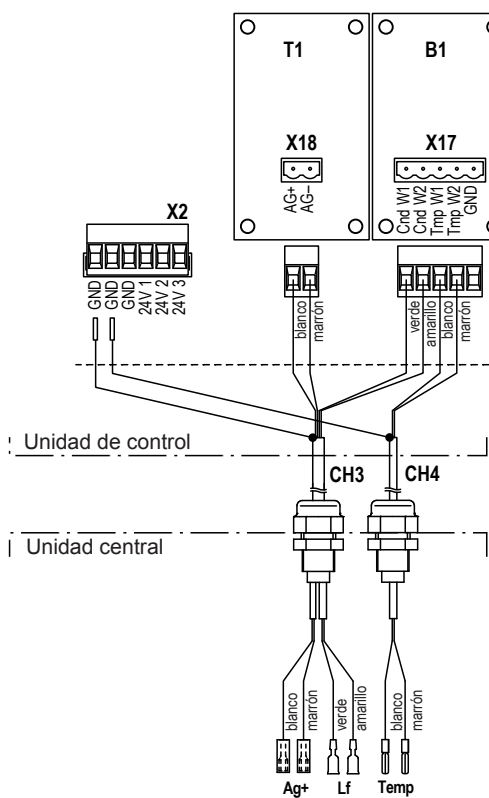 T1
B1
X18
X17
AG+
AG–
Cnd W1
Cnd W2
Tmp W1
Tmp W2
GND
X2
GND
GND
GND
24V 1
24V 2
24V 3
blanco
marrón
verde
amarillo
blanco
marrón
Unidad de control
CH3
CH4
Unidad central
blanco
marrón
verde
amarillo
blanco
marrón
Ag+
Lf
Temp